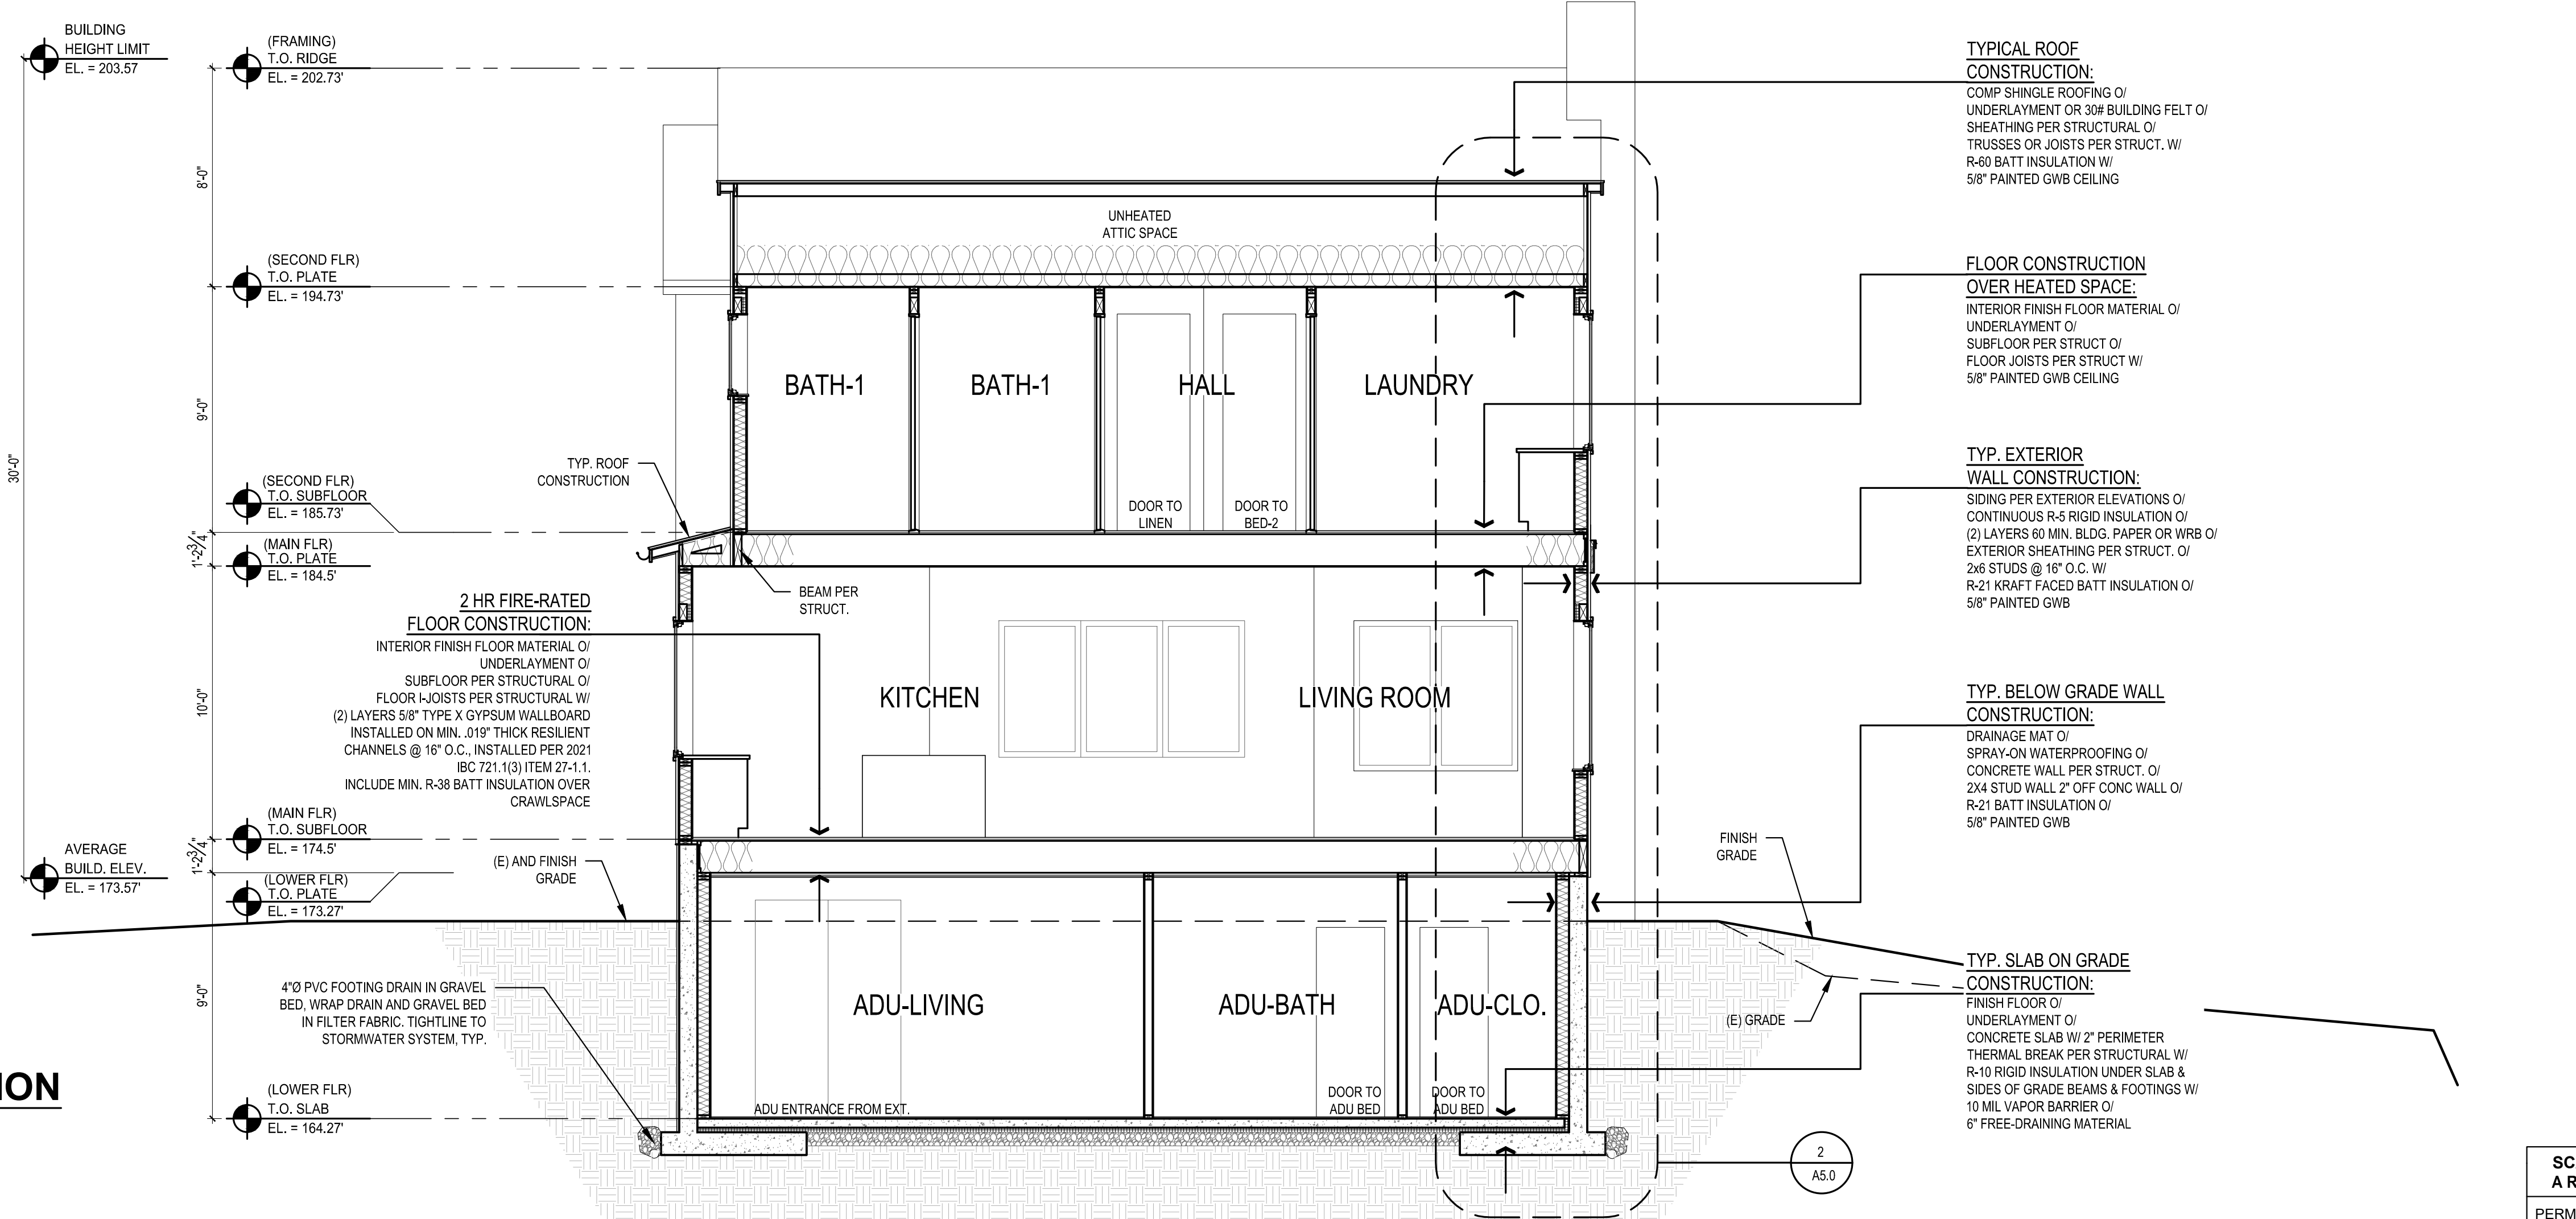 BUILDING
HEIGHT LIMIT
EL. = 203.57
(FRAMING)
T.O. RIDGE
EL. = 202.73'
8'-0"
(SECOND FLR)
T.O. PLATE
EL. = 194.73'
9'-0"
30'-0"
(SECOND FLR)
T.O. SUBFLOOR
EL. = 185.73'
1'-2¾"
(MAIN FLR)
T.O. PLATE
EL. = 184.5'
10'-0"
(MAIN FLR)
T.O. SUBFLOOR
EL. = 174.5'
1'-2¾"
AVERAGE
BUILD. ELEV.
EL. = 173.57'
(LOWER FLR)
T.O. PLATE
EL. = 173.27'
9'-0"
(LOWER FLR)
T.O. SLAB
EL. = 164.27'
ION
UNHEATED
ATTIC SPACE
BATH-1
BATH-1
HALL
LAUNDRY
DOOR TO
LINEN
DOOR TO
BED-2
TYP. ROOF
CONSTRUCTION
BEAM PER
STRUCT.
2 HR FIRE-RATED
FLOOR CONSTRUCTION:
INTERIOR FINISH FLOOR MATERIAL O/
UNDERLAYMENT O/
SUBFLOOR PER STRUCTURAL O/
FLOOR I-JOISTS PER STRUCTURAL W/
(2) LAYERS 5/8" TYPE X GYPSUM WALLBOARD
INSTALLED ON MIN. .019" THICK RESILIENT
CHANNELS @ 16" O.C., INSTALLED PER 2021
IBC 721.1(3) ITEM 27-1.1.
INCLUDE MIN. R-38 BATT INSULATION OVER
CRAWLSPACE
KITCHEN
LIVING ROOM
(E) AND FINISH
GRADE
4"Ø PVC FOOTING DRAIN IN GRAVEL
BED, WRAP DRAIN AND GRAVEL BED
IN FILTER FABRIC. TIGHTLINE TO
STORMWATER SYSTEM, TYP.
ADU-LIVING
ADU-BATH
ADU-CLO.
ADU ENTRANCE FROM EXT.
DOOR TO
ADU BED
DOOR TO
ADU BED
FINISH
GRADE
(E) GRADE
2
A5.0
TYPICAL ROOF
CONSTRUCTION:
COMP SHINGLE ROOFING O/
UNDERLAYMENT OR 30# BUILDING FELT O/
SHEATHING PER STRUCTURAL O/
TRUSSES OR JOISTS PER STRUCT. W/
R-60 BATT INSULATION W/
5/8" PAINTED GWB CEILING
FLOOR CONSTRUCTION
OVER HEATED SPACE:
INTERIOR FINISH FLOOR MATERIAL O/
UNDERLAYMENT O/
SUBFLOOR PER STRUCT O/
FLOOR JOISTS PER STRUCT W/
5/8" PAINTED GWB CEILING
TYP. EXTERIOR
WALL CONSTRUCTION:
SIDING PER EXTERIOR ELEVATIONS O/
CONTINUOUS R-5 RIGID INSULATION O/
(2) LAYERS 60 MIN. BLDG. PAPER OR WRB O/
EXTERIOR SHEATHING PER STRUCT. O/
2x6 STUDS @ 16" O.C. W/
R-21 KRAFT FACED BATT INSULATION O/
5/8" PAINTED GWB
TYP. BELOW GRADE WALL
CONSTRUCTION:
DRAINAGE MAT O/
SPRAY-ON WATERPROOFING O/
CONCRETE WALL PER STRUCT. O/
2X4 STUD WALL 2" OFF CONC WALL O/
R-21 BATT INSULATION O/
5/8" PAINTED GWB
TYP. SLAB ON GRADE
CONSTRUCTION:
FINISH FLOOR O/
UNDERLAYMENT O/
CONCRETE SLAB W/ 2" PERIMETER
THERMAL BREAK PER STRUCTURAL W/
R-10 RIGID INSULATION UNDER SLAB &
SIDES OF GRADE BEAMS & FOOTINGS W/
10 MIL VAPOR BARRIER O/
6" FREE-DRAINING MATERIAL
SC
A R
PERM